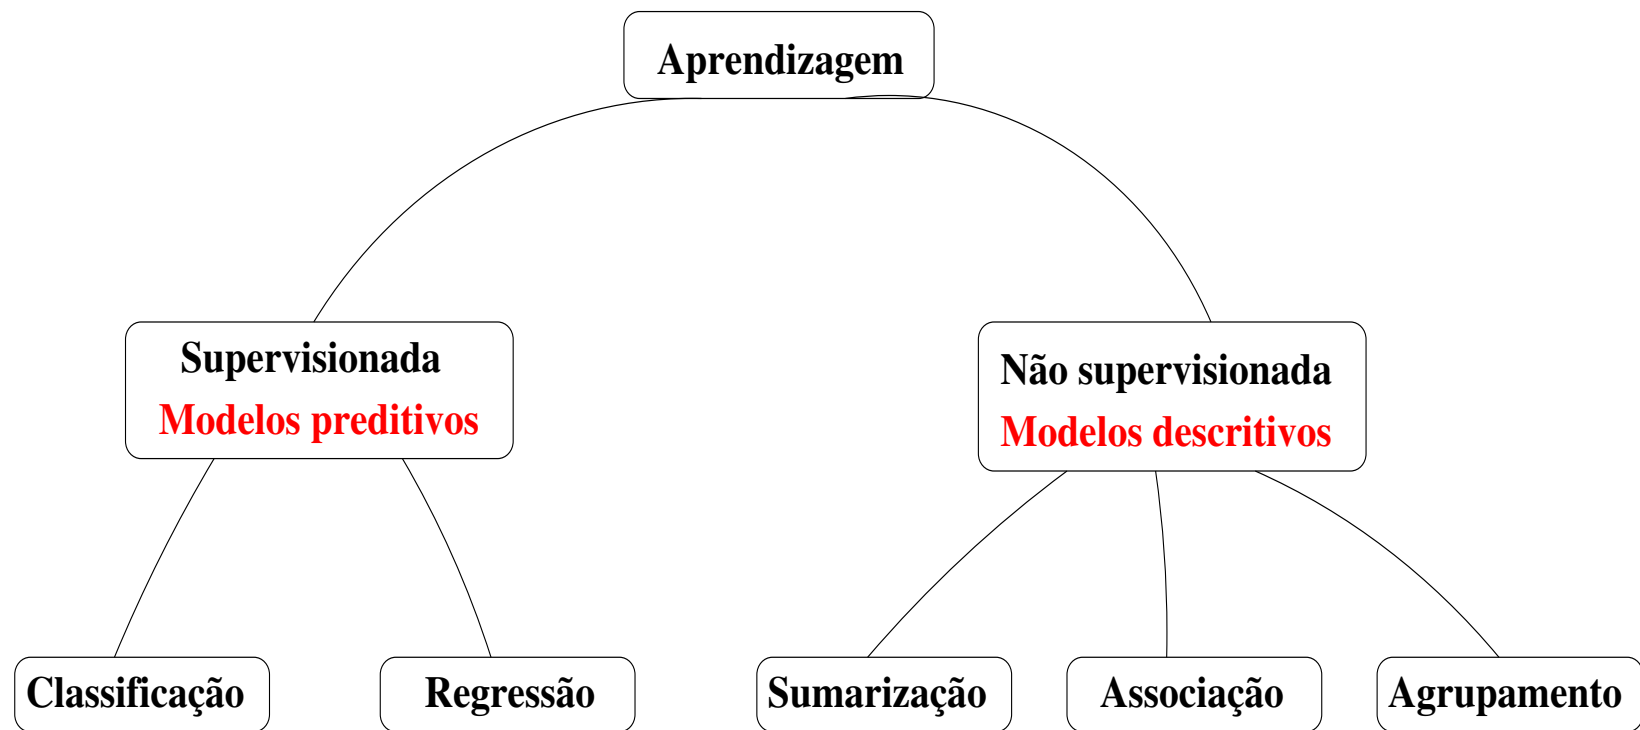 Aprendizagem
Supervisionada
Modelos preditivos
Não supervisionada
Modelos descritivos
Classificação
Regressão
Sumarização
Associação
Agrupamento